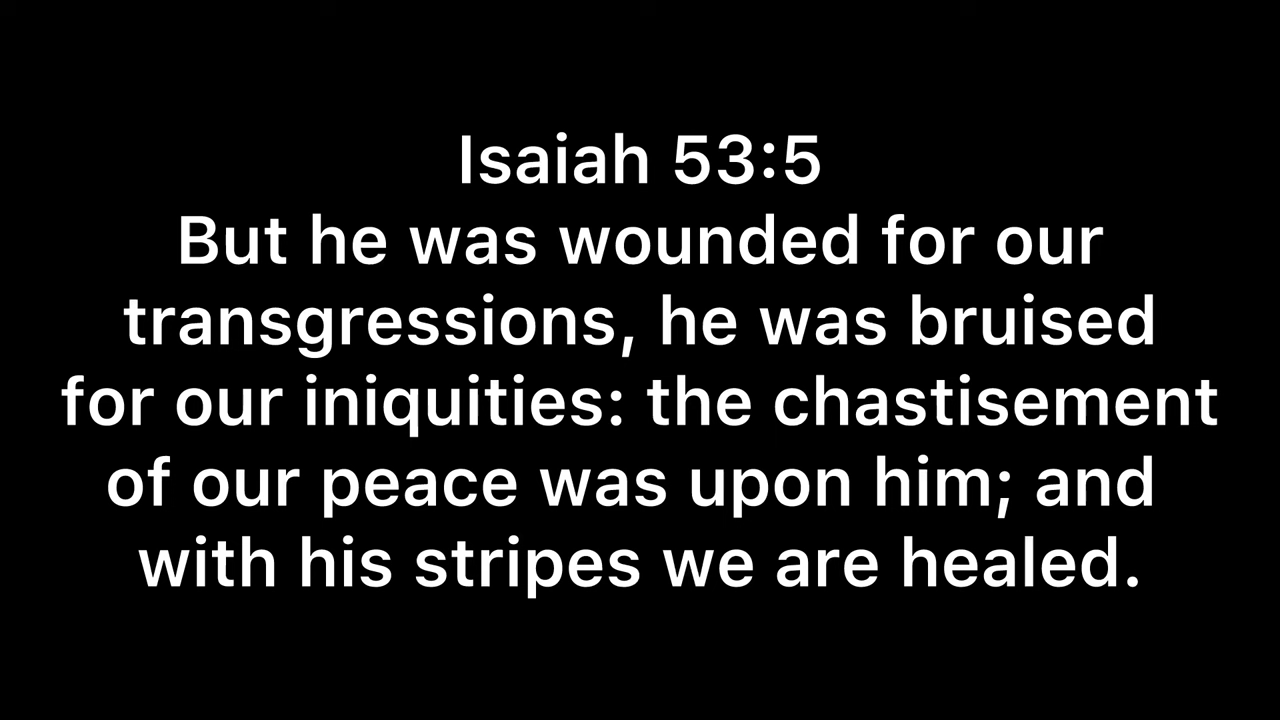 Isaiah 53:5
But he was wounded for our
transgressions, he was bruised
for our iniquities: the chastisement
of our peace was upon him; and
with his stripes we are healed.